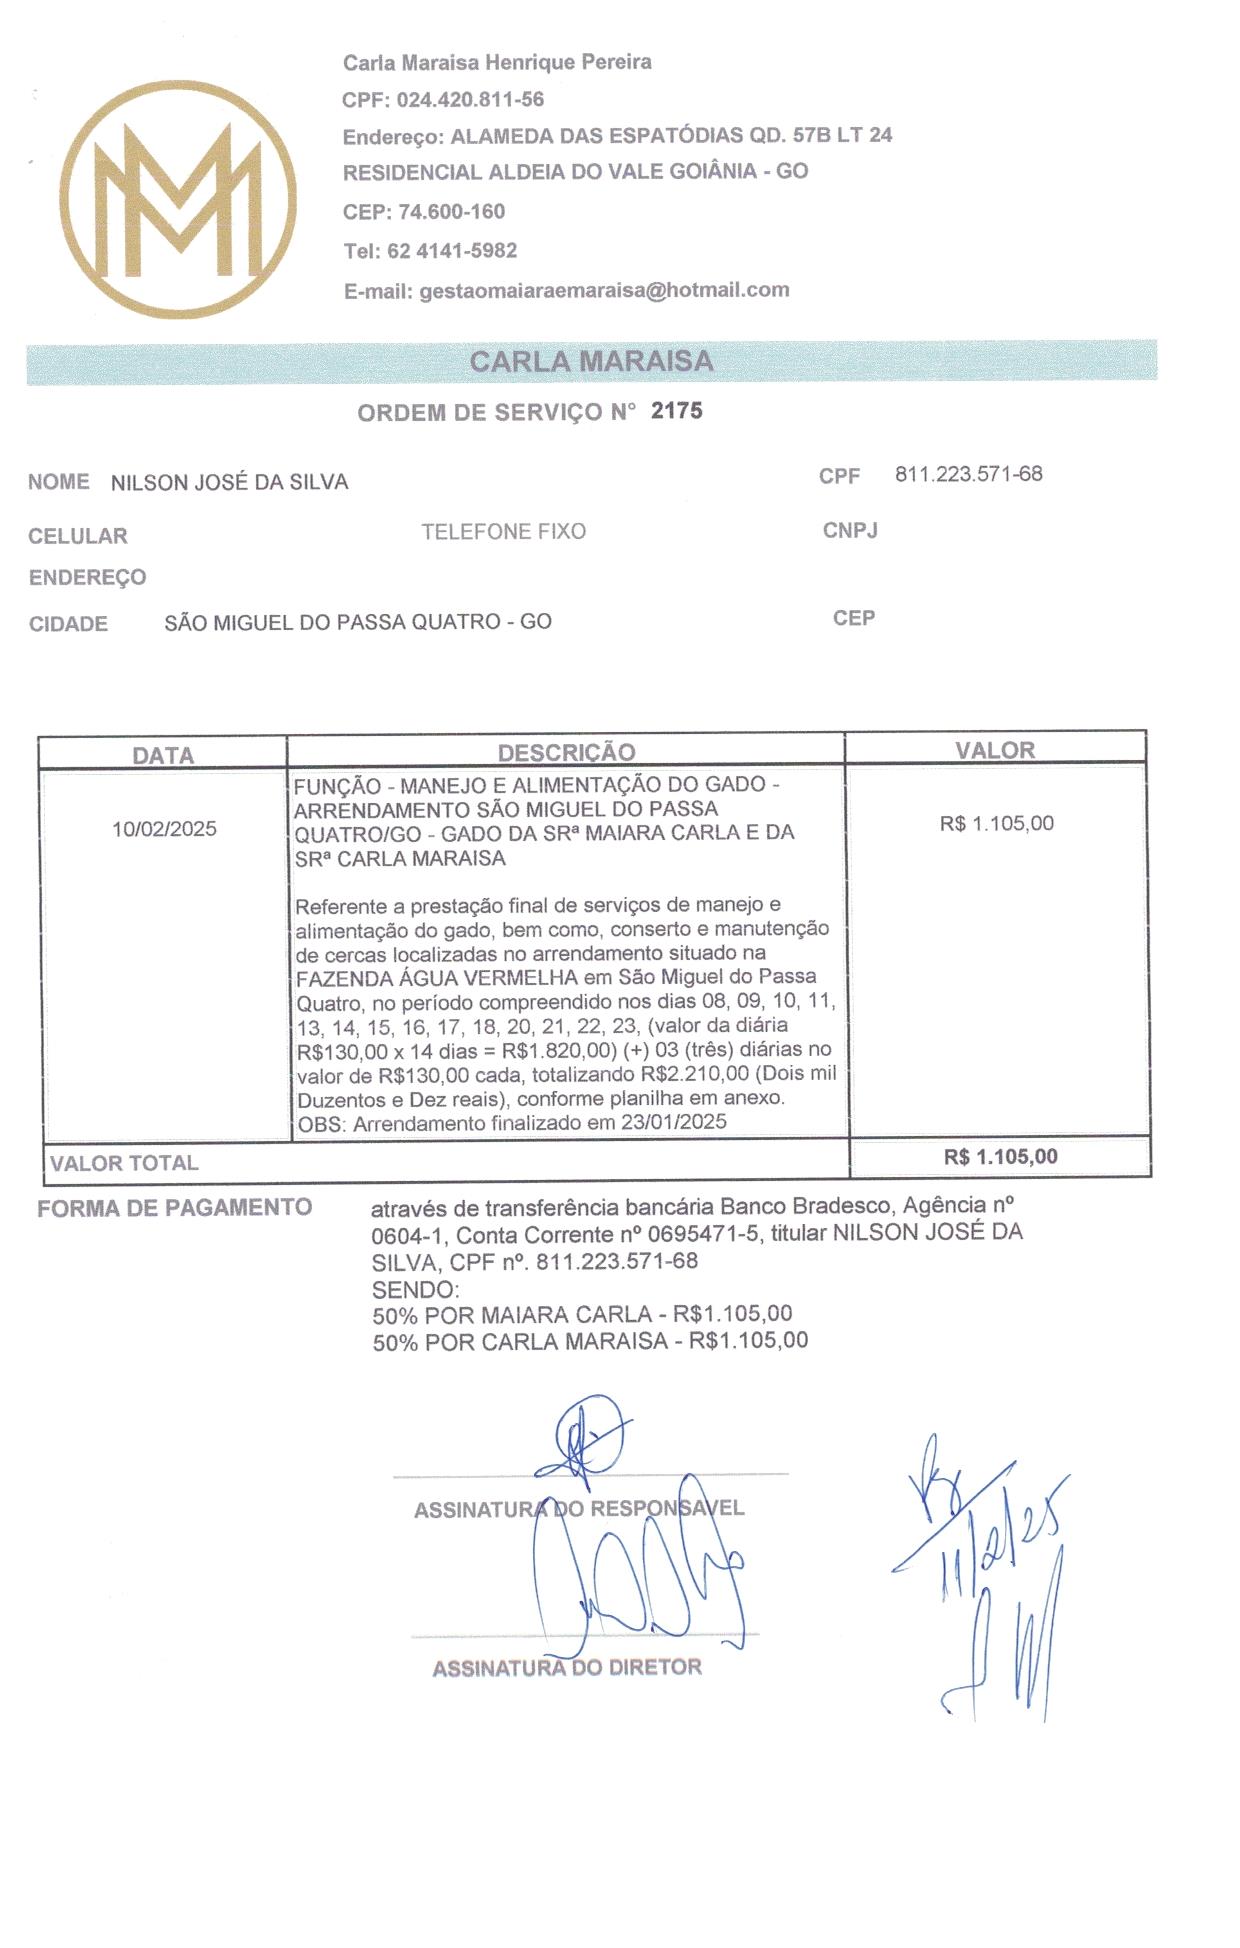 Carla Maraisa Henrique Pereira
CPF: 024.420.811-56
Endereço: ALAMEDA DAS ESPATÓDIAS QD. 57B LT 24
RESIDENCIAL ALDEIA DO VALE GOIÂNIA - GO
CEP: 74.600-160
Tel: 62 4141-5982
E-mail: gestaomaiaraemaraisa@hotmail.com
CARLA MARAISA
ORDEM DE SERVIÇO N° 2175
NOME NILSON JOSÉ DA SILVA CPF 811.223.571-68
CELULAR TELEFONE FIXO CNPJ
ENDEREÇO
CIDADE SÃO MIGUEL DO PASSA QUATRO - GO CEP
DATA DESCRIÇÃO VALOR
10/02/2025
FUNÇÃO - MANEJO E ALIMENTAÇÃO DO GADO -
ARRENDAMENTO SÃO MIGUEL DO PASSA
QUATRO/GO - GADO DA SRª MAIARA CARLA E DA
SRª CARLA MARAISA
R$ 1.105,00
Referente a prestação final de serviços de manejo e
alimentação do gado, bem como, conserto e manutenção
de cercas localizadas no arrendamento situado na
FAZENDA ÁGUA VERMELHA em São Miguel do Passa
Quatro, no período compreendido nos dias 08, 09, 10, 11,
13, 14, 15, 16, 17, 18, 20, 21, 22, 23, (valor da diária
R$130,00 x 14 dias = R$1.820,00) (+) 03 (três) diárias no
valor de R$130,00 cada, totalizando R$2.210,00 (Dois mil
Duzentos e Dez reais), conforme planilha em anexo.
OBS: Arrendamento finalizado em 23/01/2025
VALOR TOTAL R$ 1.105,00
FORMA DE PAGAMENTO através de transferência bancária Banco Bradesco, Agência nº
0604-1, Conta Corrente nº 0695471-5, titular NILSON JOSÉ DA
SILVA, CPF nº. 811.223.571-68
SENDO:
50% POR MAIARA CARLA - R$1.105,00
50% POR CARLA MARAISA - R$1.105,00
ASSINATURA DO RESPONSAVEL
11/2/25
ASSINATURA DO DIRETOR